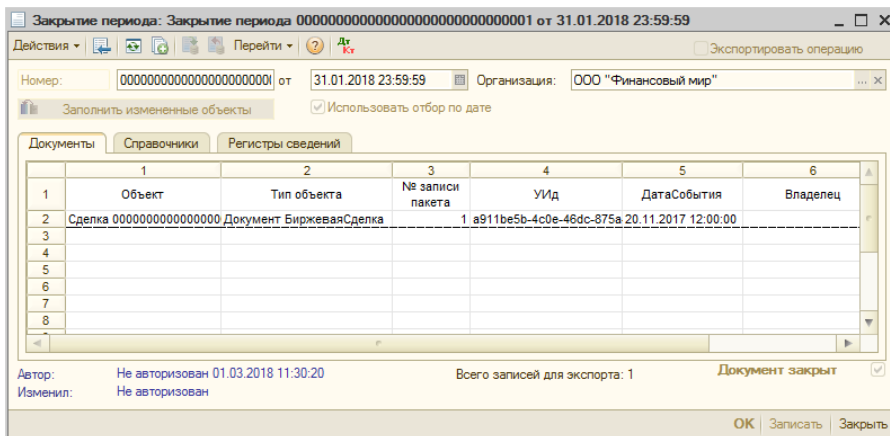 Закрытие периода: Закрытие периода 0000000000000000000000000001 от 31.01.2018 23:59:59
Действия Перейти Дт Кт Экспортировать операцию
Номер: 00000000000000000000000( от 31.01.2018 23:59:59 Организация: ООО "Финансовый мир" ... ×
Заполнить измененные объекты Использовать отбор по дате
Документы Справочники Регистры сведений
1 2 3 4 5 6
1 Объект Тип объекта № записи пакета УИд ДатаСобытия Владелец
2 Сделка 0000000000000000 Документ БиржеваяСделка 1 a911be5b-4c0e-46dc-875a 20.11.2017 12:00:00
3
4
5
6
7
8
Автор: Не авторизован 01.03.2018 11:30:20 Всего записей для экспорта: 1 Документ закрыт
Изменил: Не авторизован
OK Записать Закрыть